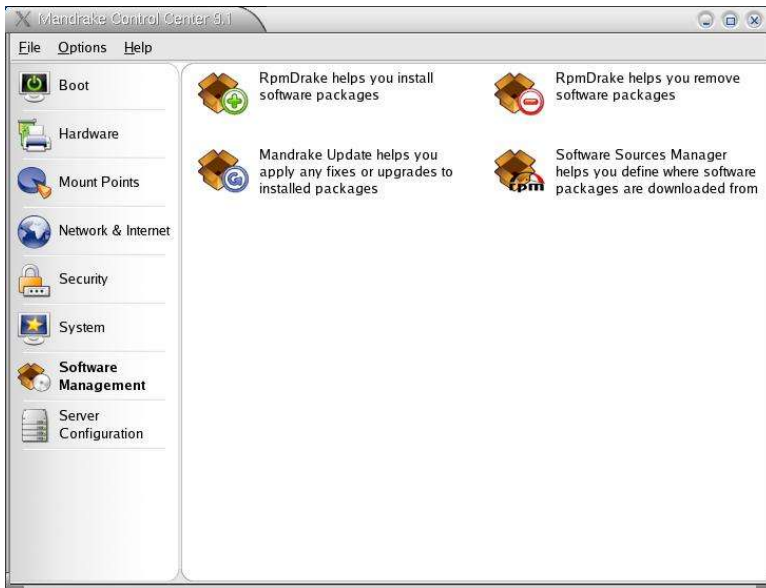 Mandrake Control Center 9.1
File Options Help
Boot
Hardware
Mount Points
Network & Internet
Security
System
Software
Management
Server
Configuration
RpmDrake helps you install
software packages
RpmDrake helps you remove
software packages
Mandrake Update helps you
apply any fixes or upgrades to
installed packages
Software Sources Manager
helps you define where software
packages are downloaded from
rpm